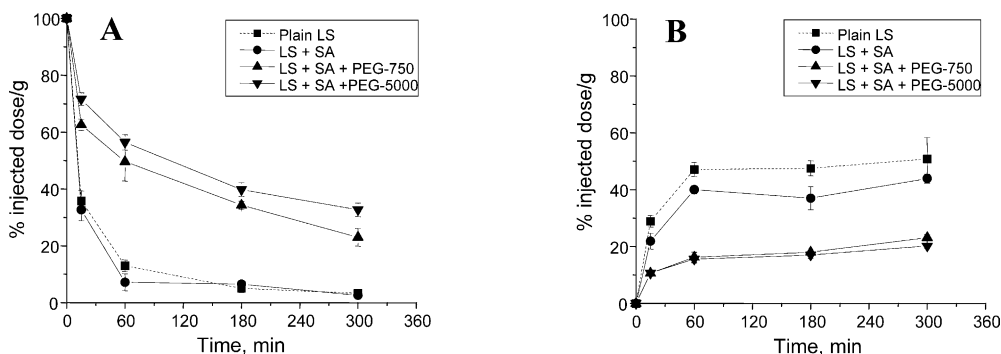 A
Plain LS
LS + SA
LS + SA + PEG-750
LS + SA +PEG-5000
% injected dose/g
100
80
60
40
20
0
0 60 120 180 240 300 360
Time, min
B
Plain LS
LS + SA
LS + SA + PEG-750
LS + SA + PEG-5000
% injected dose/g
100
80
60
40
20
0
0 60 120 180 240 300 360
Time, min